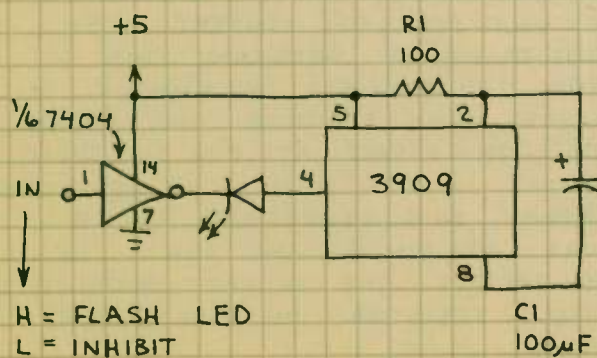 +5
R1
100
1/6 7404
5
2
14
IN
1
4
3909
+
7
8
H = FLASH LED
L = INHIBIT
C1
100µF